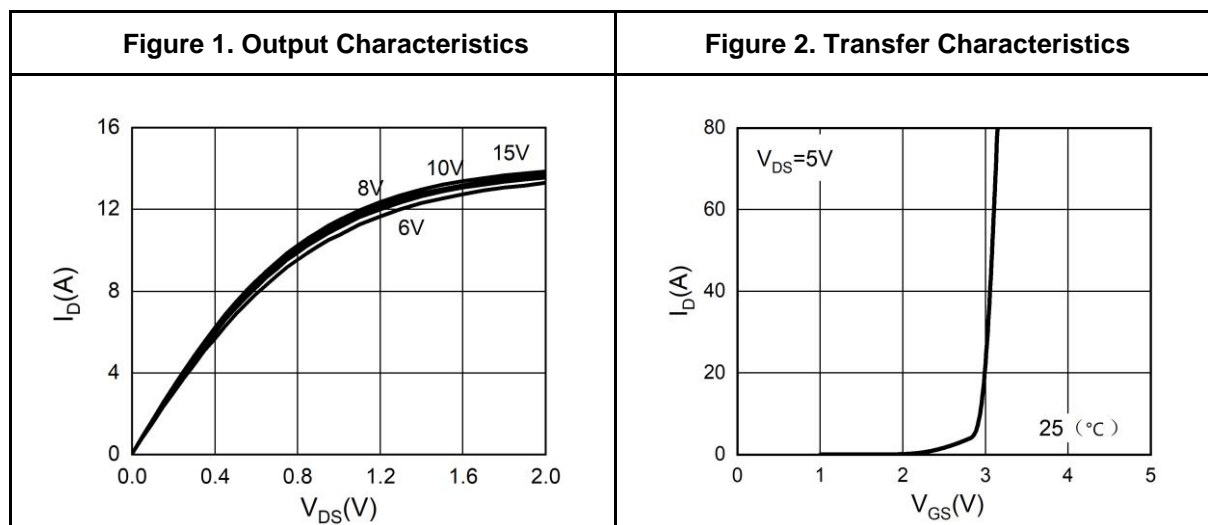 Figure 1. Output Characteristics
Figure 2. Transfer Characteristics
16
12
8
4
0
I_D(A)
15V
10V
8V
6V
0.0 0.4 0.8 1.2 1.6 2.0
V_DS(V)
80
60
40
20
0
I_D(A)
V_DS=5V
25（℃）
0 1 2 3 4 5
V_GS(V)